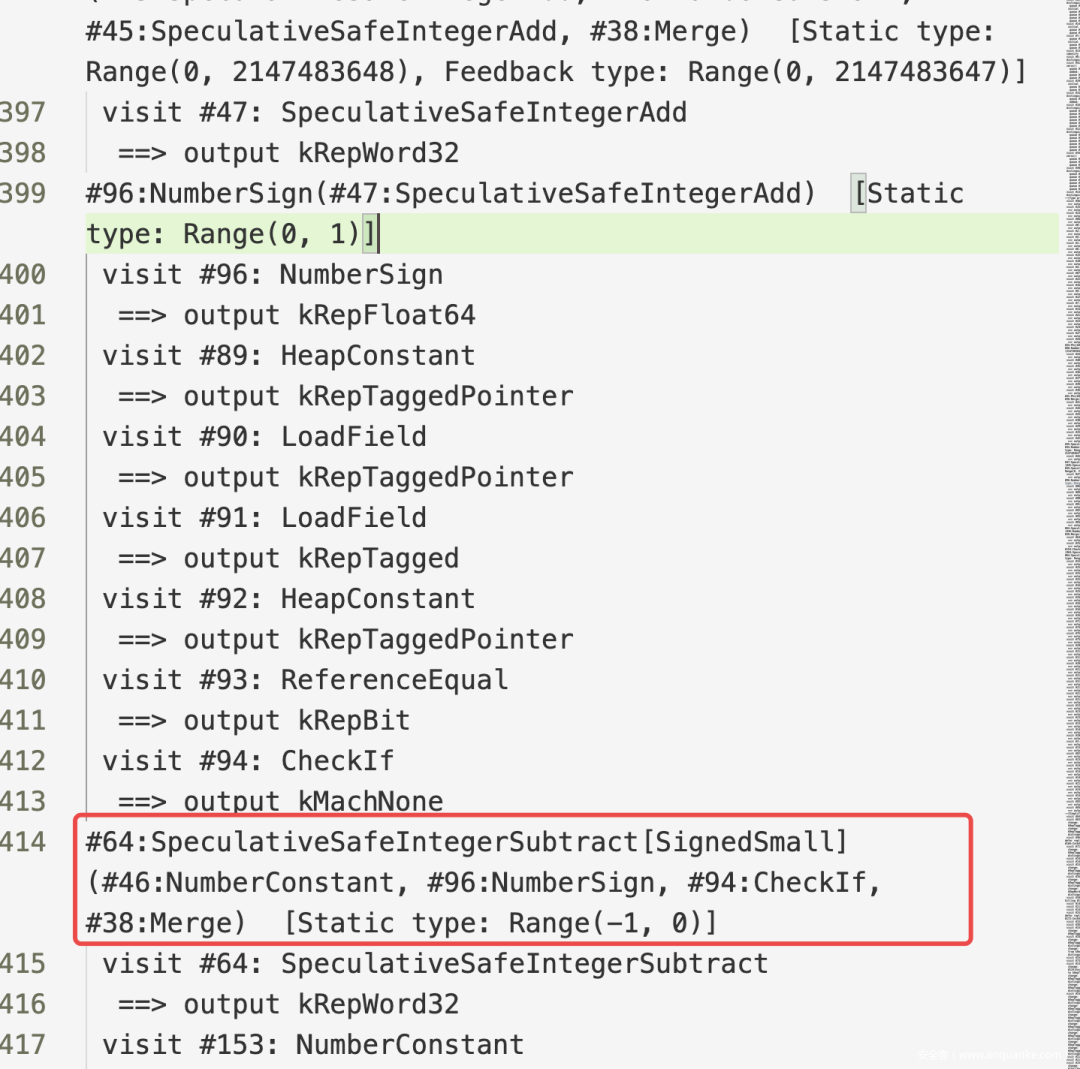 #45:SpeculativeSafeIntegerAdd, #38:Merge)  [Static type:
Range(0, 2147483648), Feedback type: Range(0, 2147483647)]
397 visit #47: SpeculativeSafeIntegerAdd
398 ==> output kRepWord32
399 #96:NumberSign(#47:SpeculativeSafeIntegerAdd)  [Static
type: Range(0, 1)]
400 visit #96: NumberSign
401 ==> output kRepFloat64
402 visit #89: HeapConstant
403 ==> output kRepTaggedPointer
404 visit #90: LoadField
405 ==> output kRepTaggedPointer
406 visit #91: LoadField
407 ==> output kRepTagged
408 visit #92: HeapConstant
409 ==> output kRepTaggedPointer
410 visit #93: ReferenceEqual
411 ==> output kRepBit
412 visit #94: CheckIf
413 ==> output kMachNone
414 #64:SpeculativeSafeIntegerSubtract[SignedSmall]
(#46:NumberConstant, #96:NumberSign, #94:CheckIf,
#38:Merge)  [Static type: Range(-1, 0)]
415 visit #64: SpeculativeSafeIntegerSubtract
416 ==> output kRepWord32
417 visit #153: NumberConstant